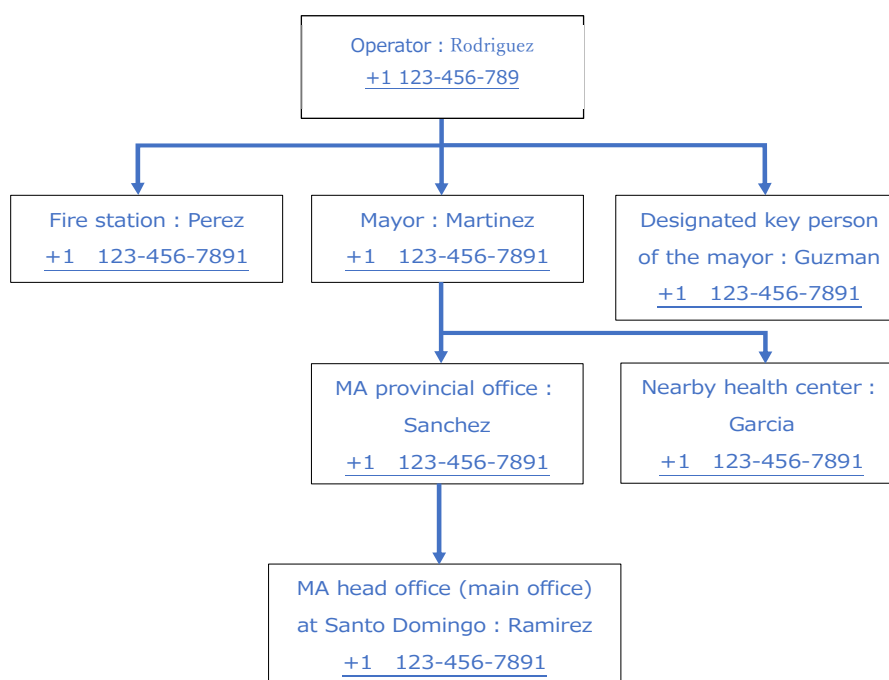 Operator : Rodriguez
+1 123-456-789
Fire station : Perez
+1 123-456-7891
Mayor : Martinez
+1 123-456-7891
Designated key person
of the mayor : Guzman
+1 123-456-7891
MA provincial office :
Sanchez
+1 123-456-7891
Nearby health center :
Garcia
+1 123-456-7891
MA head office (main office)
at Santo Domingo : Ramirez
+1 123-456-7891